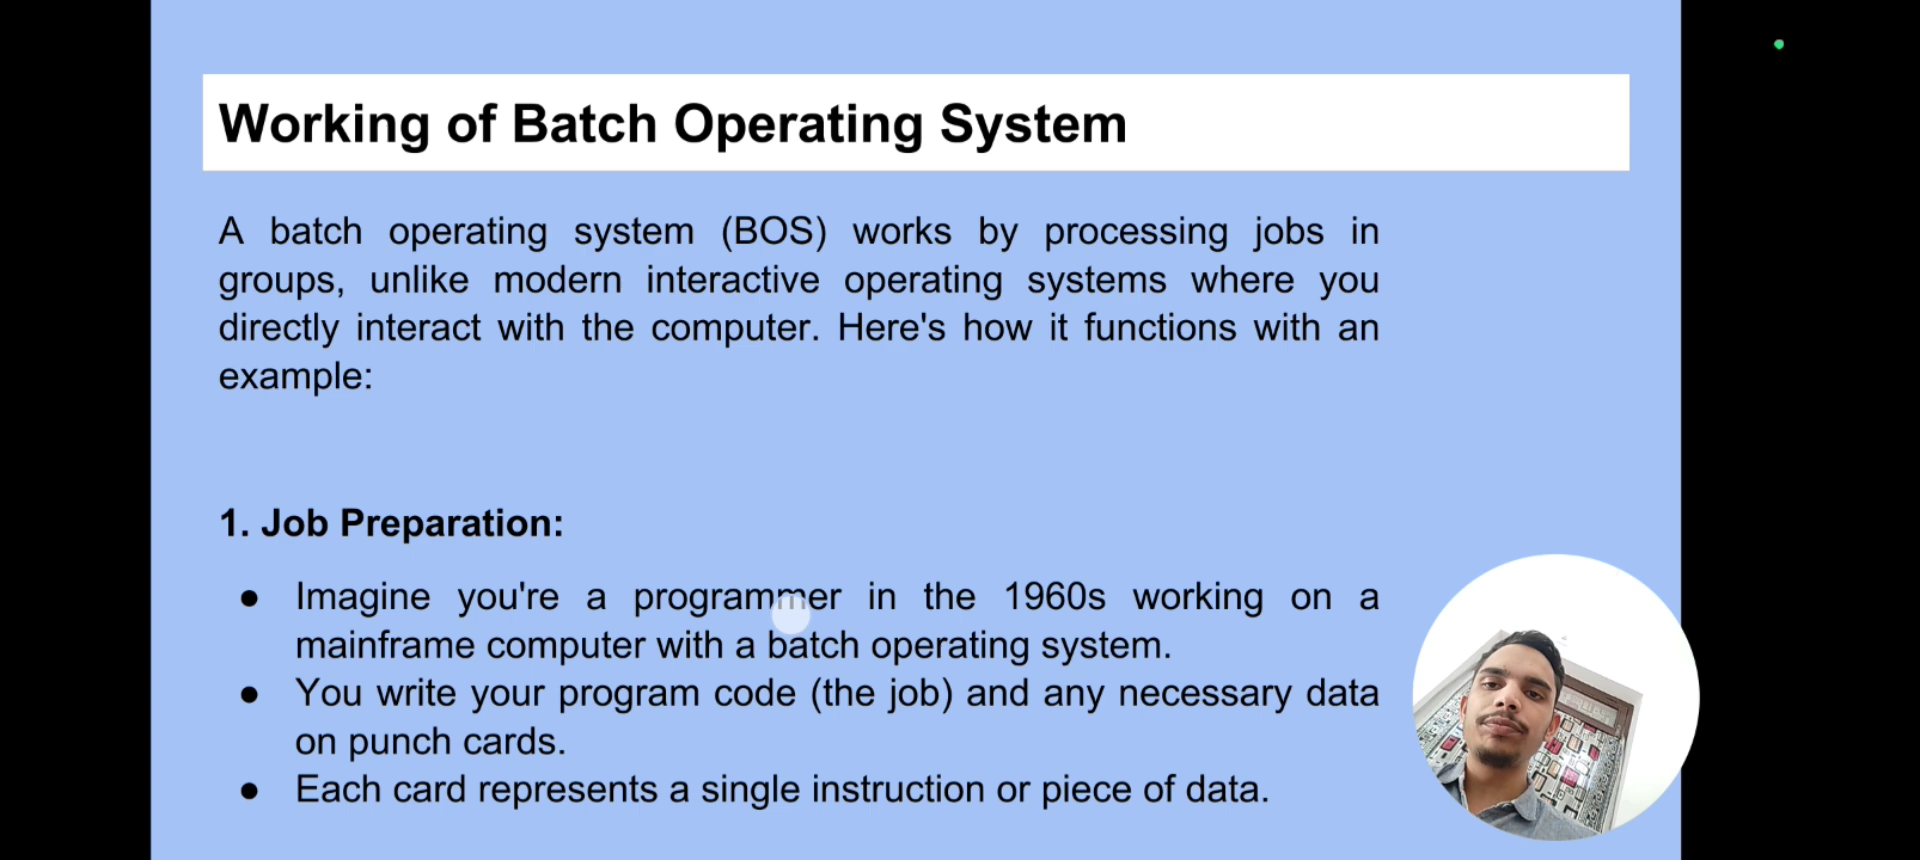 Working of Batch Operating System
A batch operating system (BOS) works by processing jobs in
groups, unlike modern interactive operating systems where you
directly interact with the computer. Here's how it functions with an
example:
1. Job Preparation:
● Imagine you're a programmer in the 1960s working on a
mainframe computer with a batch operating system.
● You write your program code (the job) and any necessary data
on punch cards.
● Each card represents a single instruction or piece of data.